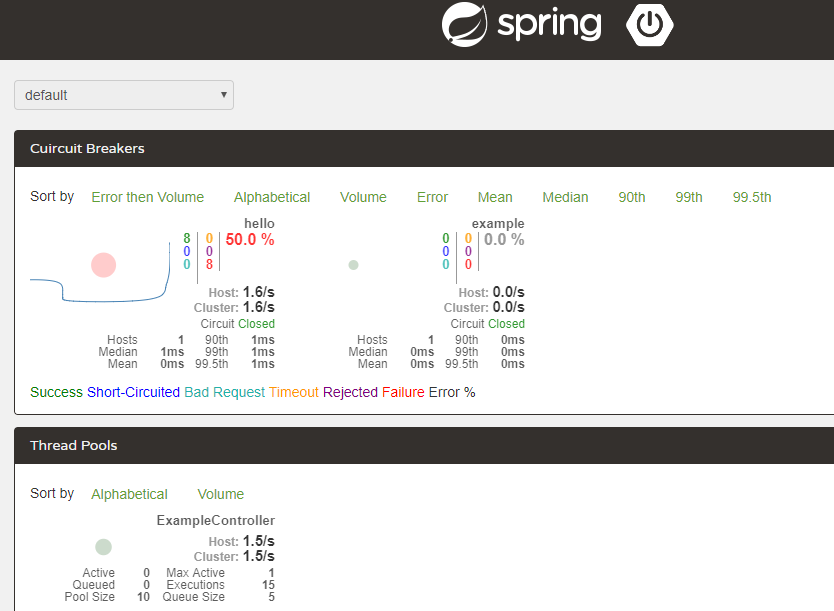 spring
default
Cuircuit Breakers
Sort by Error then Volume Alphabetical Volume Error Mean Median 90th 99th 99.5th
hello example
8 0 50.0 % 0 0 0.0 %
0 0 0 0
0 8 0 0
Host: 1.6/s Host: 0.0/s
Cluster: 1.6/s Cluster: 0.0/s
Circuit Closed Circuit Closed
Hosts 1 90th 1ms Hosts 1 90th 0ms
Median 1ms 99th 1ms Median 0ms 99th 0ms
Mean 0ms 99.5th 1ms Mean 0ms 99.5th 0ms
Success Short-Circuited Bad Request Timeout Rejected Failure Error %
Thread Pools
Sort by Alphabetical Volume
ExampleController
Host: 1.5/s
Cluster: 1.5/s
Active 0 Max Active 1
Queued 0 Executions 15
Pool Size 10 Queue Size 5